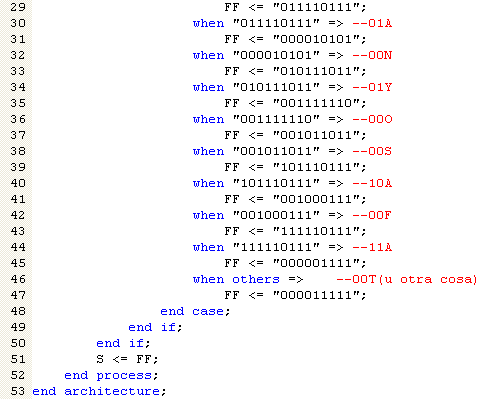 29 FF <= "011110111";
30 when "011110111" => --01A
31 FF <= "000010101";
32 when "000010101" => --00N
33 FF <= "010111011";
34 when "010111011" => --01Y
35 FF <= "001111110";
36 when "001111110" => --00O
37 FF <= "001011011";
38 when "001011011" => --00S
39 FF <= "101110111";
40 when "101110111" => --10A
41 FF <= "001000111";
42 when "001000111" => --00F
43 FF <= "111110111";
44 when "111110111" => --11A
45 FF <= "000001111";
46 when others => --00T(u otra cosa)
47 FF <= "000011111";
48 end case;
49 end if;
50 end if;
51 S <= FF;
52 end process;
53 end architecture;